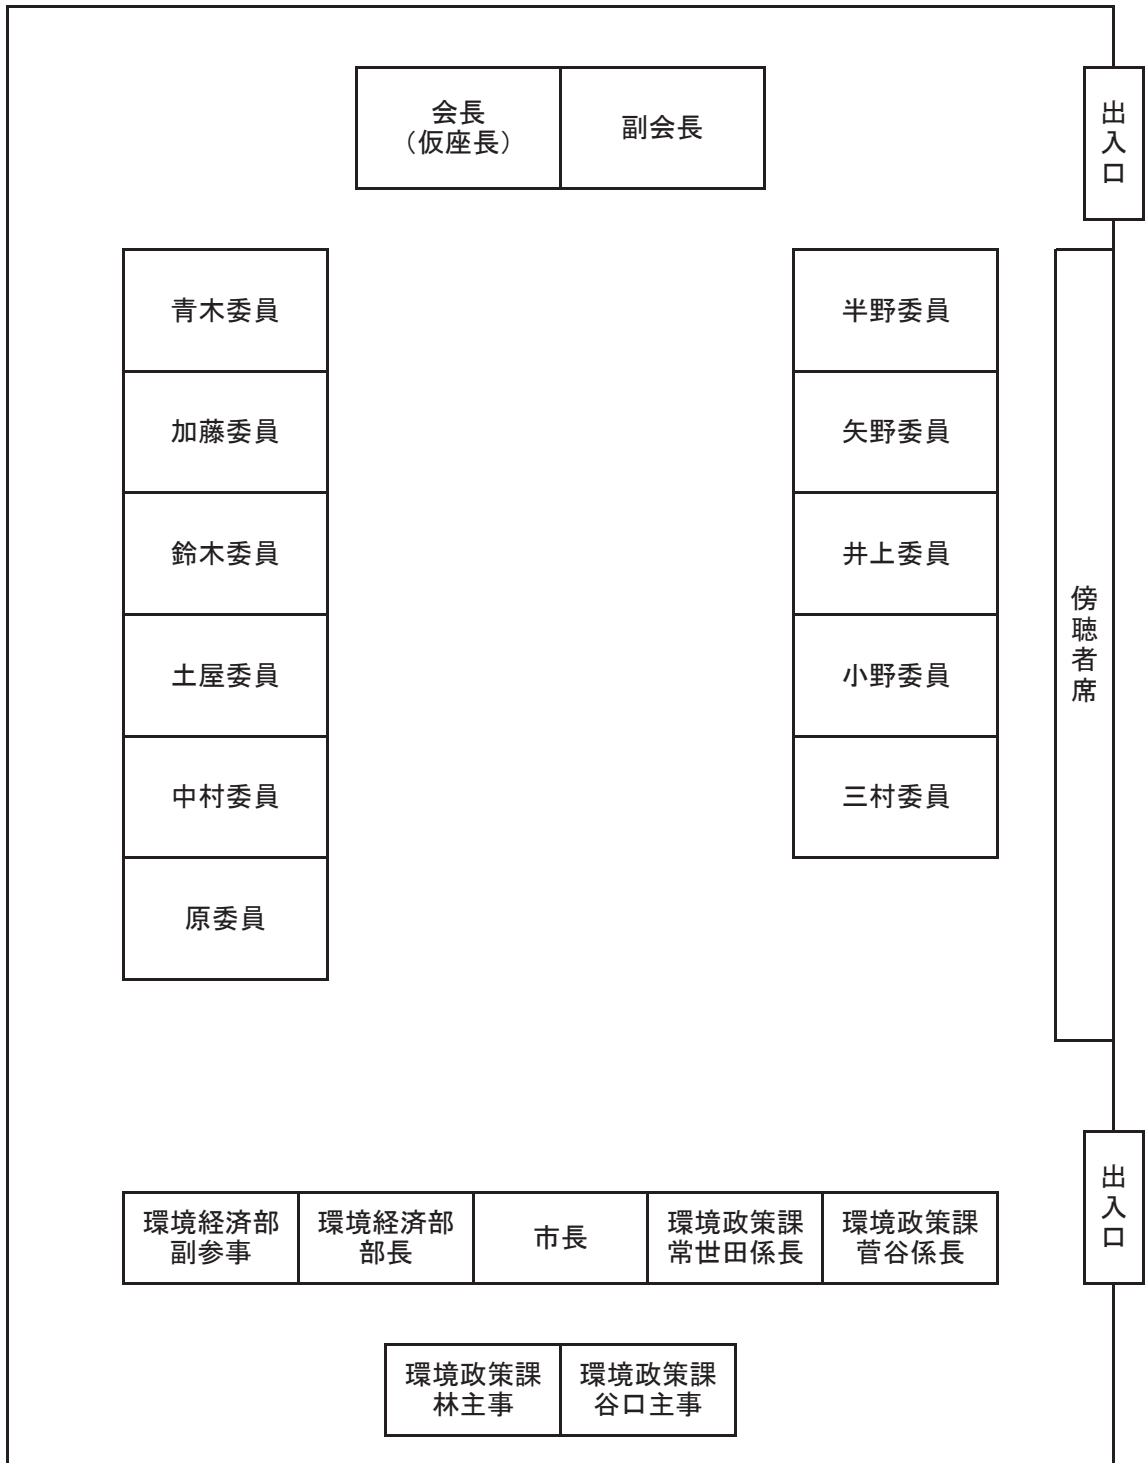 会長
（仮座長）
副会長
出入口
青木委員
加藤委員
鈴木委員
土屋委員
中村委員
原委員
半野委員
矢野委員
井上委員
小野委員
三村委員
傍聴者席
環境経済部
副参事
環境経済部
部長
市長
環境政策課
常世田係長
環境政策課
菅谷係長
出入口
環境政策課
林主事
環境政策課
谷口主事